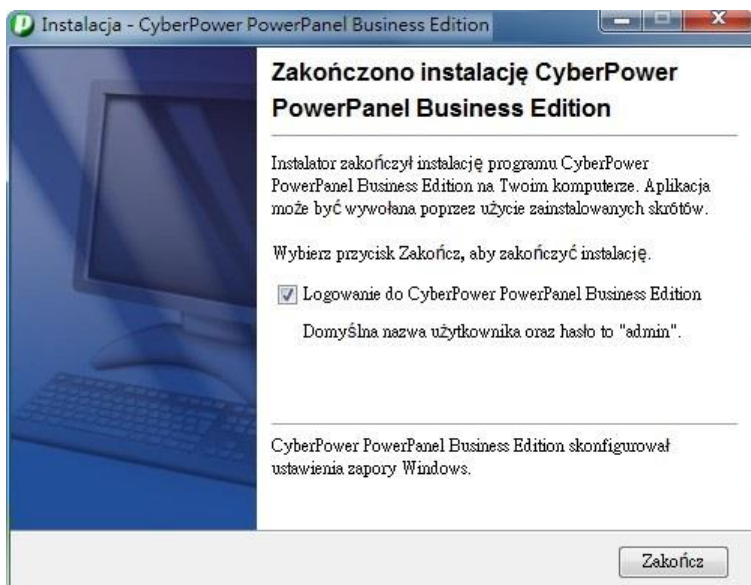 Instalacja - CyberPower PowerPanel Business Edition
Zakończono instalację CyberPower
PowerPanel Business Edition
Instalator zakończył instalację programu CyberPower
PowerPanel Business Edition na Twoim komputerze. Aplikacja
może być wywołana poprzez użycie zainstalowanych skrótów.
Wybierz przycisk Zakończ, aby zakończyć instalację.
Logowanie do CyberPower PowerPanel Business Edition
Domyślna nazwa użytkownika oraz hasło to "admin".
CyberPower PowerPanel Business Edition skonfigurował
ustawienia zapory Windows.
Zakończ